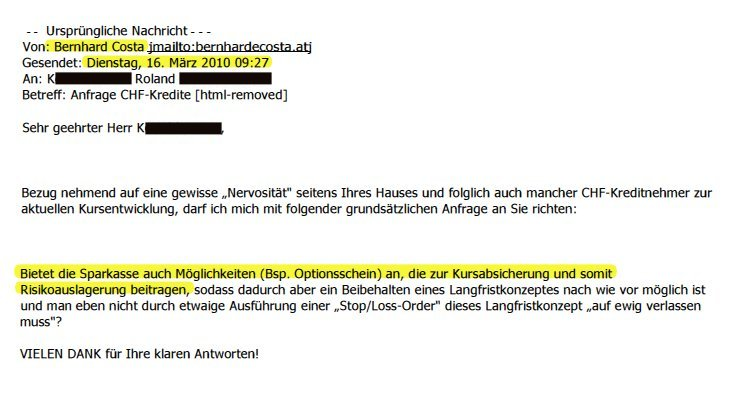 -- Ursprüngliche Nachricht ---
Von: Bernhard Costa jmailto:bernhardecosta.atj
Gesendet: Dienstag, 16. März 2010 09:27
An: K Roland
Betreff: Anfrage CHF-Kredite [html-removed]
Sehr geehrter Herr K ,
Bezug nehmend auf eine gewisse „Nervosität" seitens Ihres Hauses und folglich auch mancher CHF-Kreditnehmer zur
aktuellen Kursentwicklung, darf ich mich mit folgender grundsätzlichen Anfrage an Sie richten:
Bietet die Sparkasse auch Möglichkeiten (Bsp. Optionsschein) an, die zur Kursabsicherung und somit
Risikoauslagerung beitragen, sodass dadurch aber ein Beibehalten eines Langfristkonzeptes nach wie vor möglich ist
und man eben nicht durch etwaige Ausführung einer „Stop/Loss-Order" dieses Langfristkonzept „auf ewig verlassen
muss"?
VIELEN DANK für Ihre klaren Antworten!